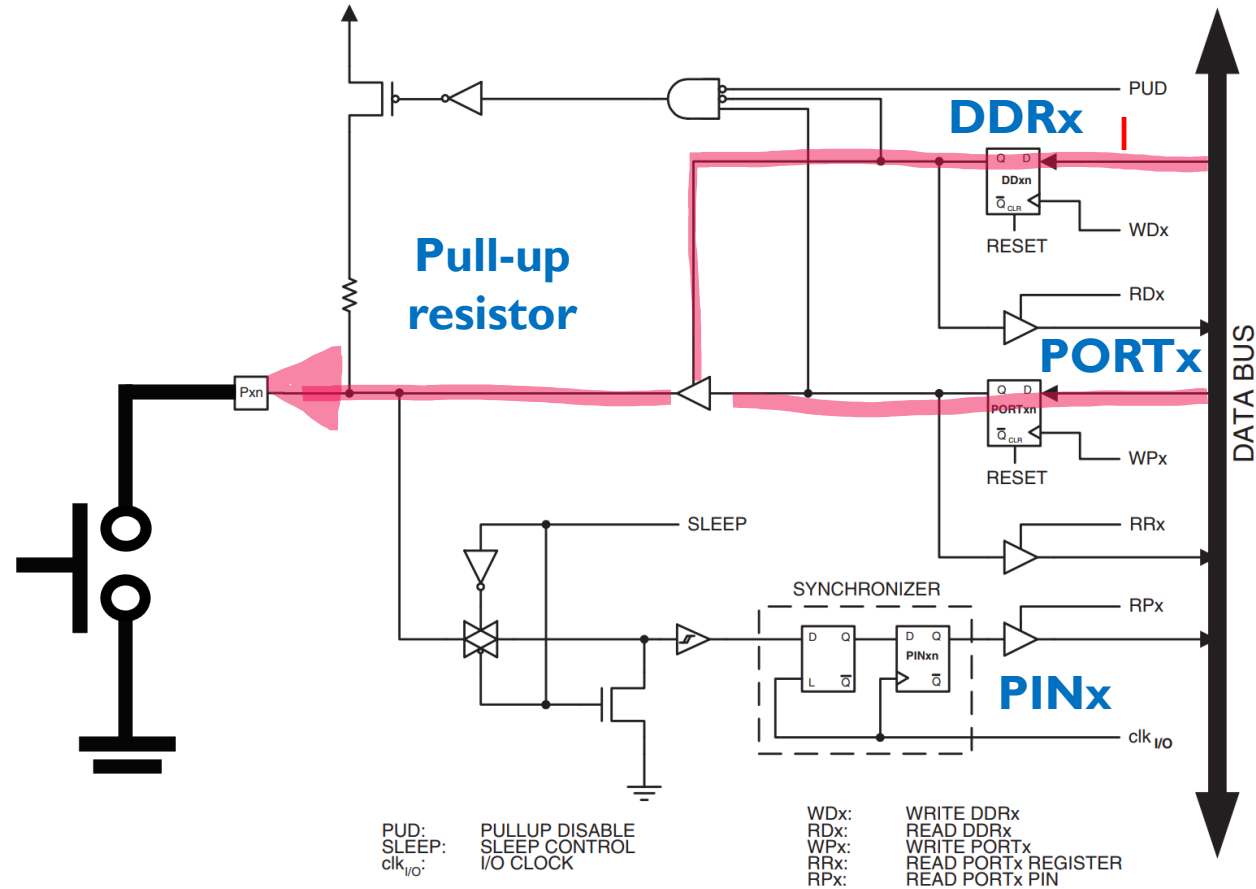 PUD
DDRx
I
Q D
DDxn
Q CLR
WDx
RESET
Pull-up
resistor
RDx
PORTx
Pxn
Q D
PORTxn
Q CLR
WPx
RESET
DATA BUS
SLEEP
RRx
SYNCHRONIZER
RPx
D Q
L Q
D Q
PINxn
Q
PINx
clk I/O
PUD: PULLUP DISABLE
SLEEP: SLEEP CONTROL
clkI/O: I/O CLOCK
WDx: WRITE DDRx
RDx: READ DDRx
WPx: WRITE PORTx
RRx: READ PORTx REGISTER
RPx: READ PORTx PIN